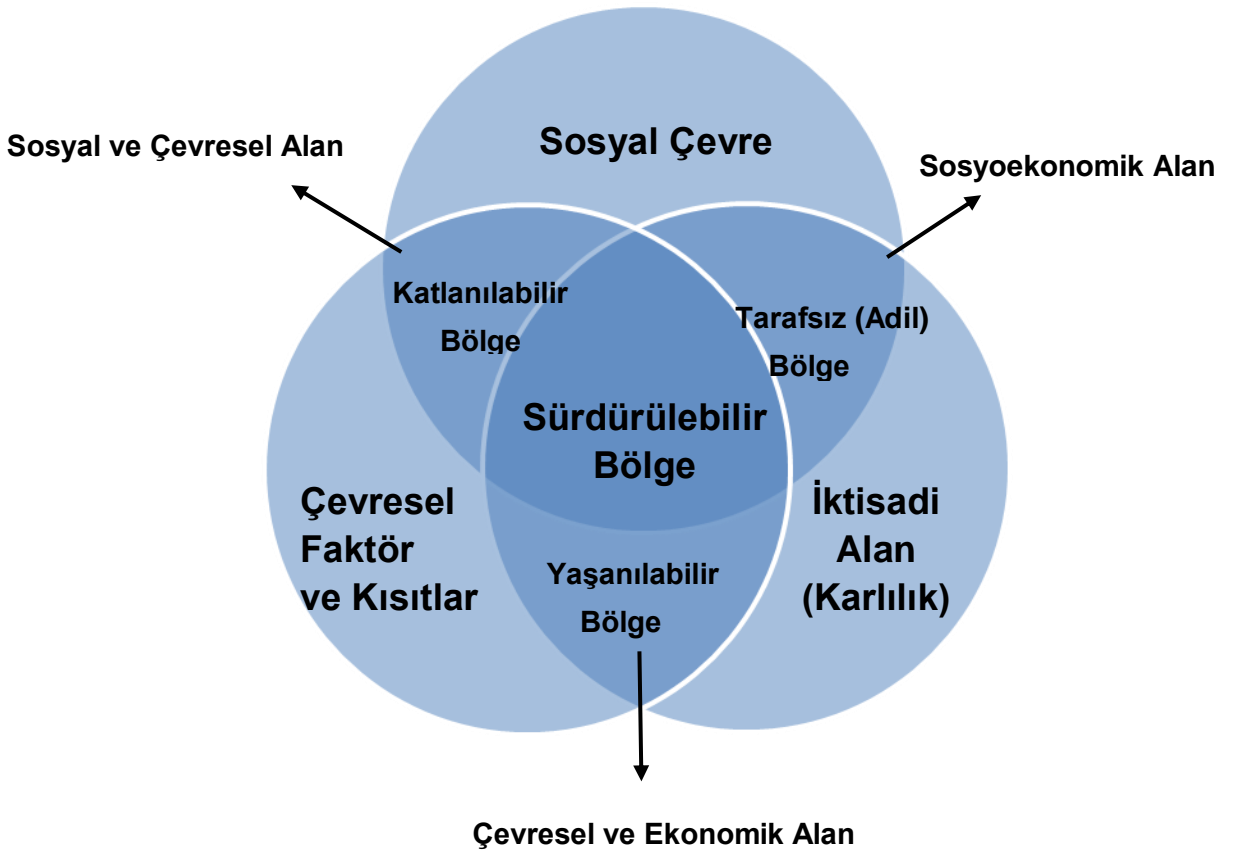 Sosyal Çevre
Sosyal ve Çevresel Alan
Sosyoekonomik Alan
Katlanılabilir
Bölge
Tarafsız (Adil)
Bölge
Sürdürülebilir
Bölge
Çevresel
Faktör
ve Kısıtlar
İktisadi
Alan
(Karlılık)
Yaşanılabilir
Bölge
Çevresel ve Ekonomik Alan